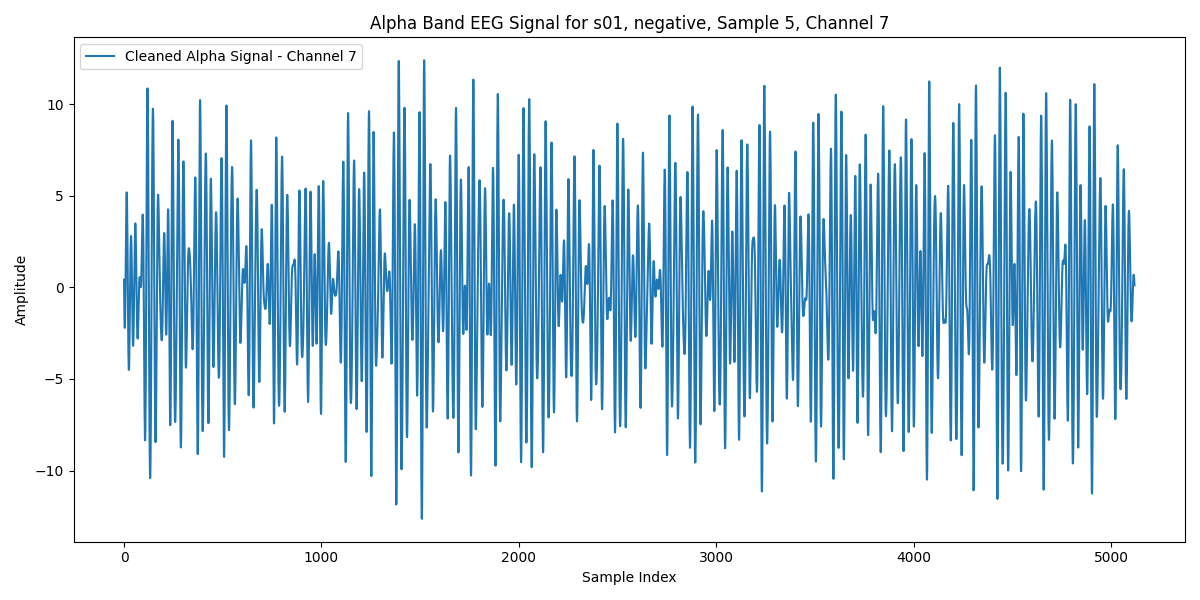 Alpha Band EEG Signal for s01, negative, Sample 5, Channel 7
Cleaned Alpha Signal - Channel 7
Amplitude
10
5
0
−5
−10
0 1000 2000 3000 4000 5000
Sample Index